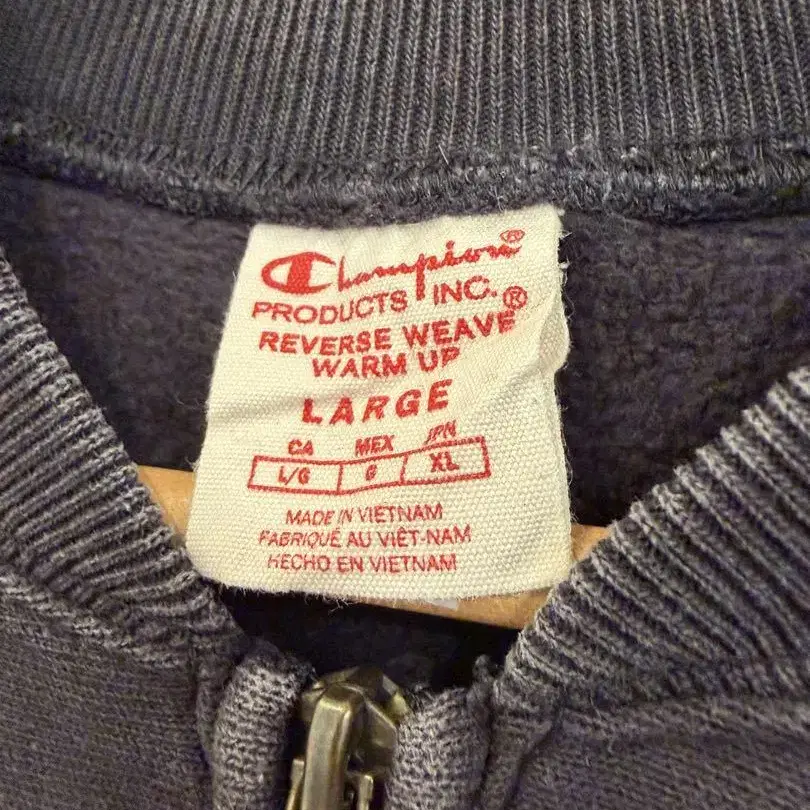 Champion®
PRODUCTS INC.®
REVERSE WEAVE
WARM UP
LARGE
CA MEX JPN
L/G G XL
MADE IN VIETNAM
FABRIQUÉ AU VIÊT-NAM
HECHO EN VIETNAM